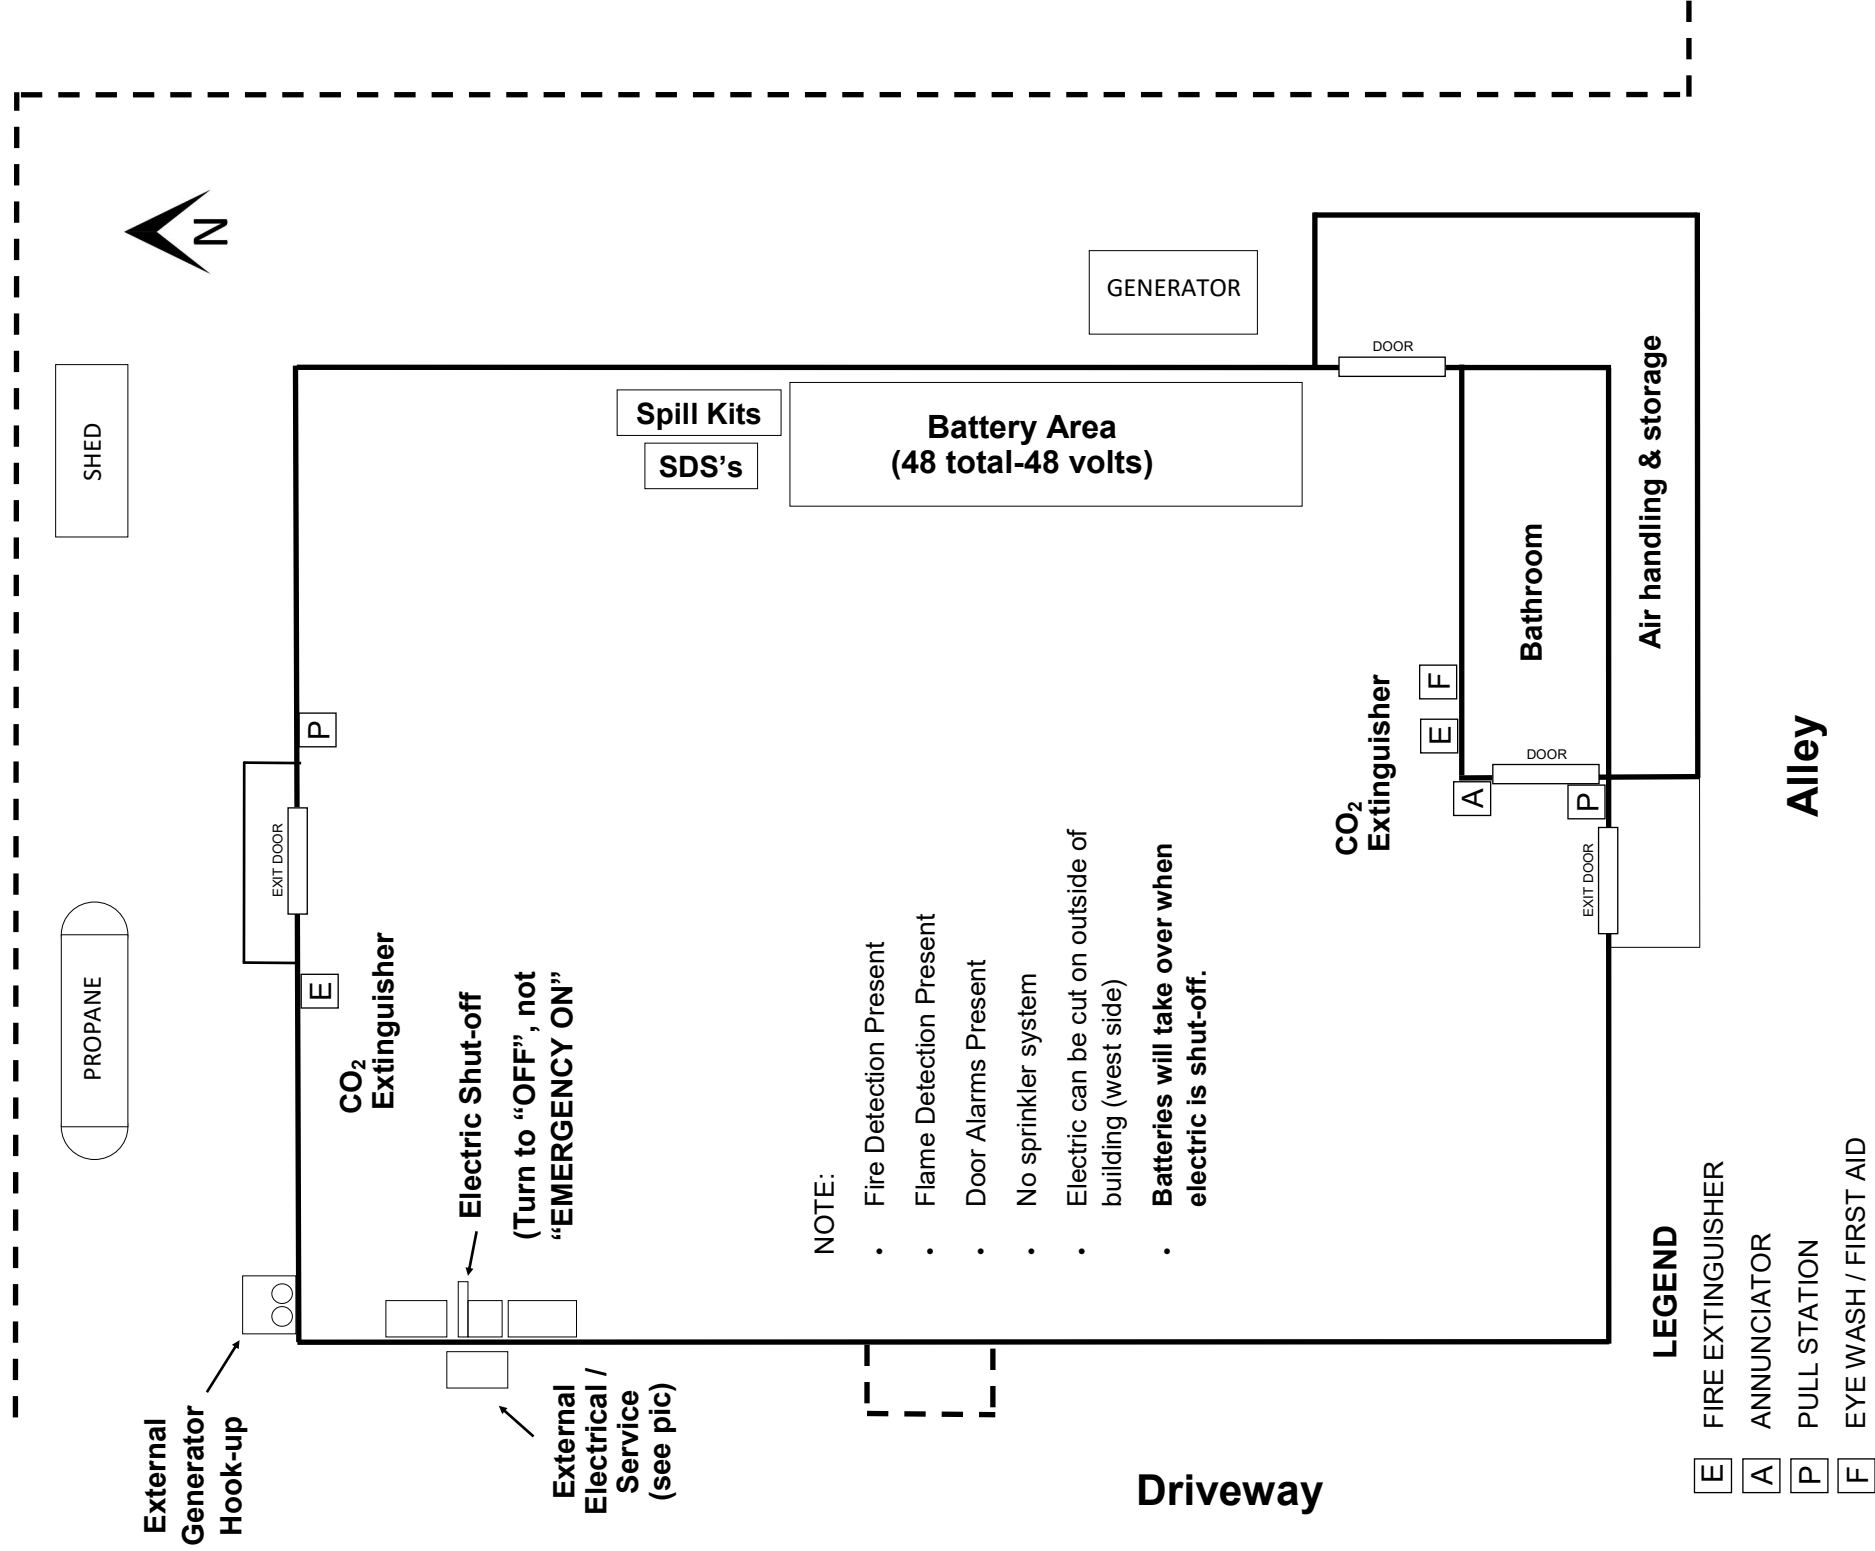 N
SHED
PROPANE
GENERATOR
Spill Kits
SDS's
Battery Area
(48 total-48 volts)
DOOR
Air handling & storage
Bathroom
DOOR
EXIT DOOR
P
E
CO2
Extinguisher
External
Generator
Hook-up
Electric Shut-off
(Turn to “OFF”, not
“EMERGENCY ON”
External
Electrical /
Service
(see pic)
NOTE:
• Fire Detection Present
• Flame Detection Present
• Door Alarms Present
• No sprinkler system
• Electric can be cut on outside of
building (west side)
• Batteries will take over when
electric is shut-off.
CO2
Extinguisher
E
F
A
P
EXIT DOOR
Alley
Driveway
LEGEND
E FIRE EXTINGUISHER
A ANNUNCIATOR
P PULL STATION
F EYE WASH / FIRST AID